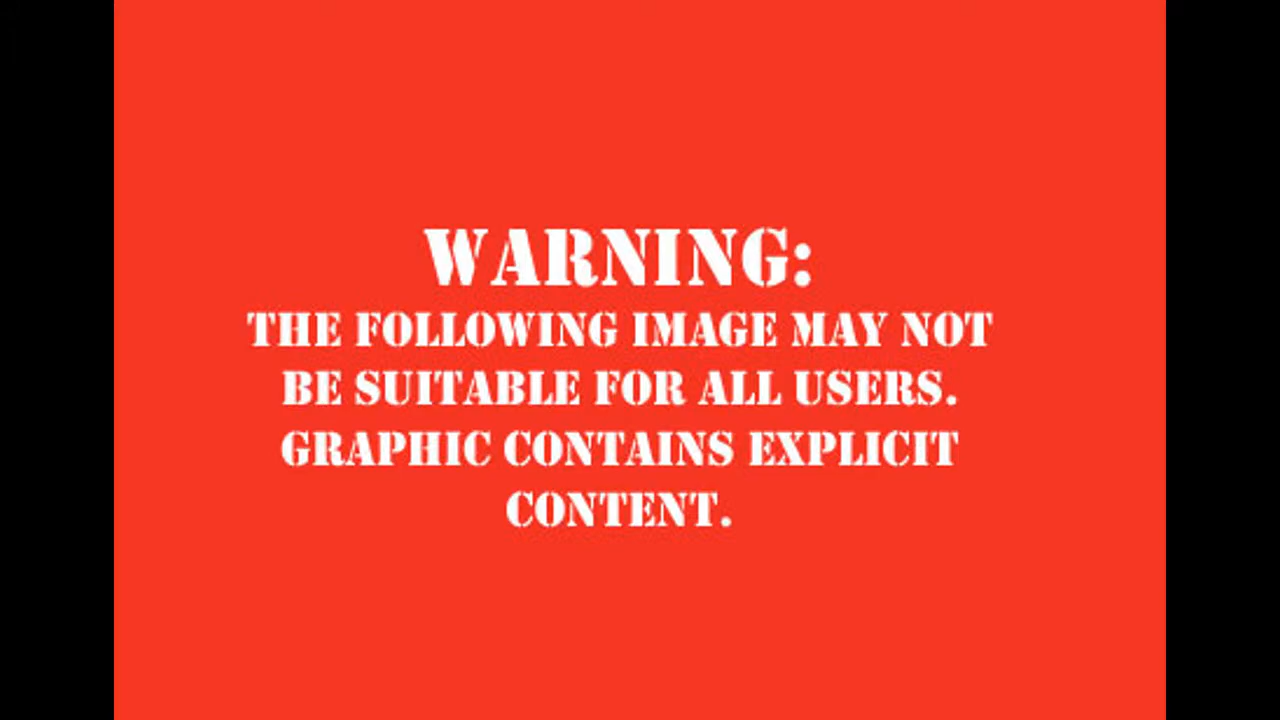 WARNING:
THE FOLLOWING IMAGE MAY NOT
BE SUITABLE FOR ALL USERS.
GRAPHIC CONTAINS EXPLICIT
CONTENT.